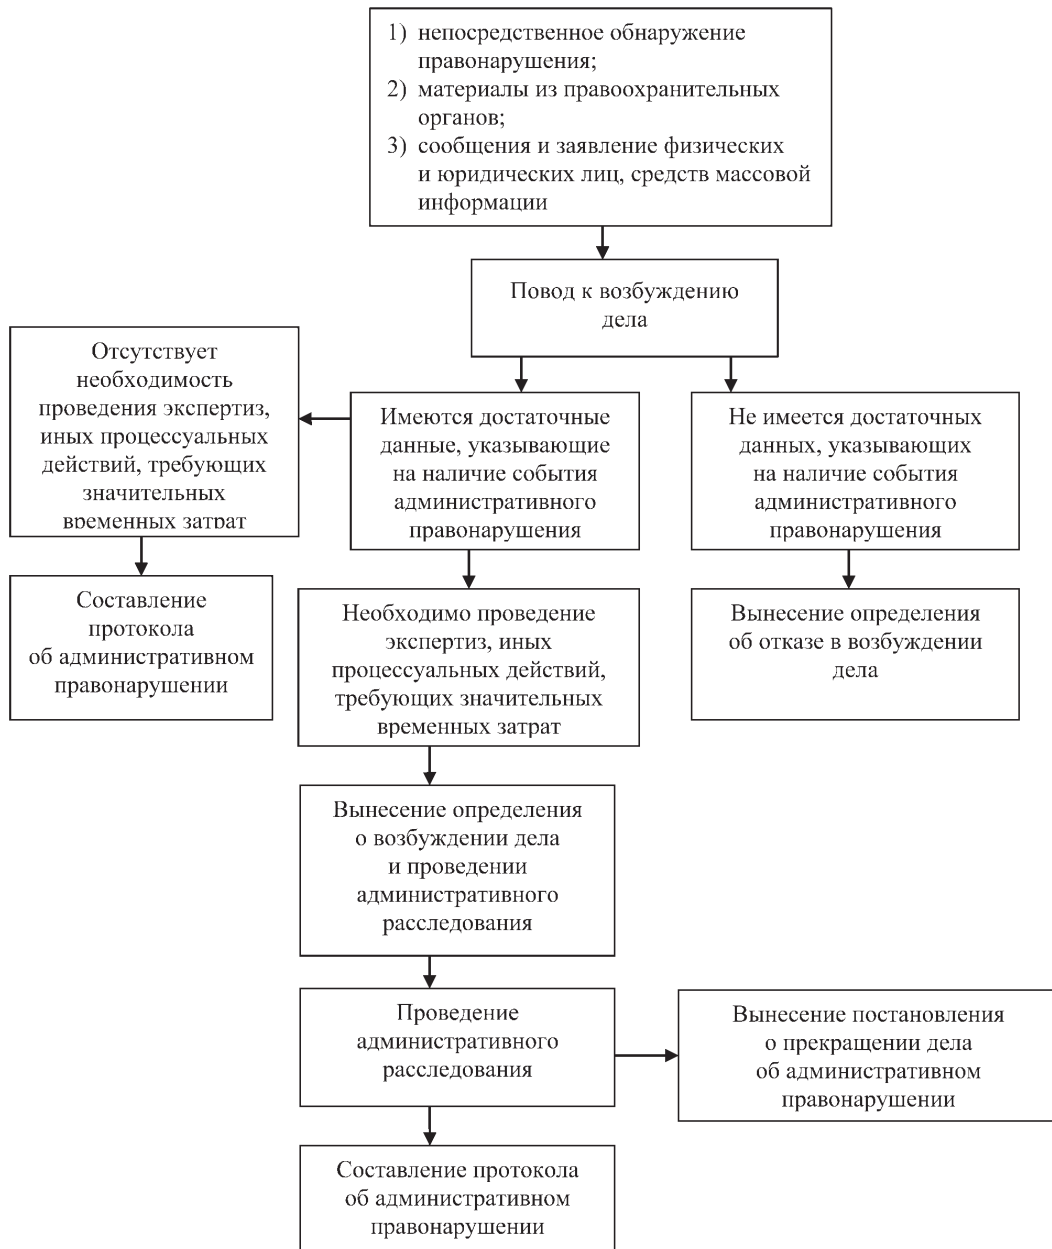 1) непосредственное обнаружение
правонарушения;
2) материалы из правоохранительных
органов;
3) сообщения и заявление физических
и юридических лиц, средств массовой
информации
Повод к возбуждению
дела
Отсутствует
необходимость
проведения экспертиз,
иных процессуальных
действий, требующих
значительных
временных затрат
Имеются достаточные
данные, указывающие
на наличие события
административного
правонарушения
Не имеется достаточных
данных, указывающих
на наличие события
административного
правонарушения
Составление
протокола
об административном
правонарушении
Необходимо проведение
экспертиз, иных
процессуальных действий,
требующих значительных
временных затрат
Вынесение определения
об отказе в возбуждении
дела
Вынесение определения
о возбуждении дела
и проведении
административного
расследования
Проведение
административного
расследования
Вынесение постановления
о прекращении дела
об административном
правонарушении
Составление протокола
об административном
правонарушении